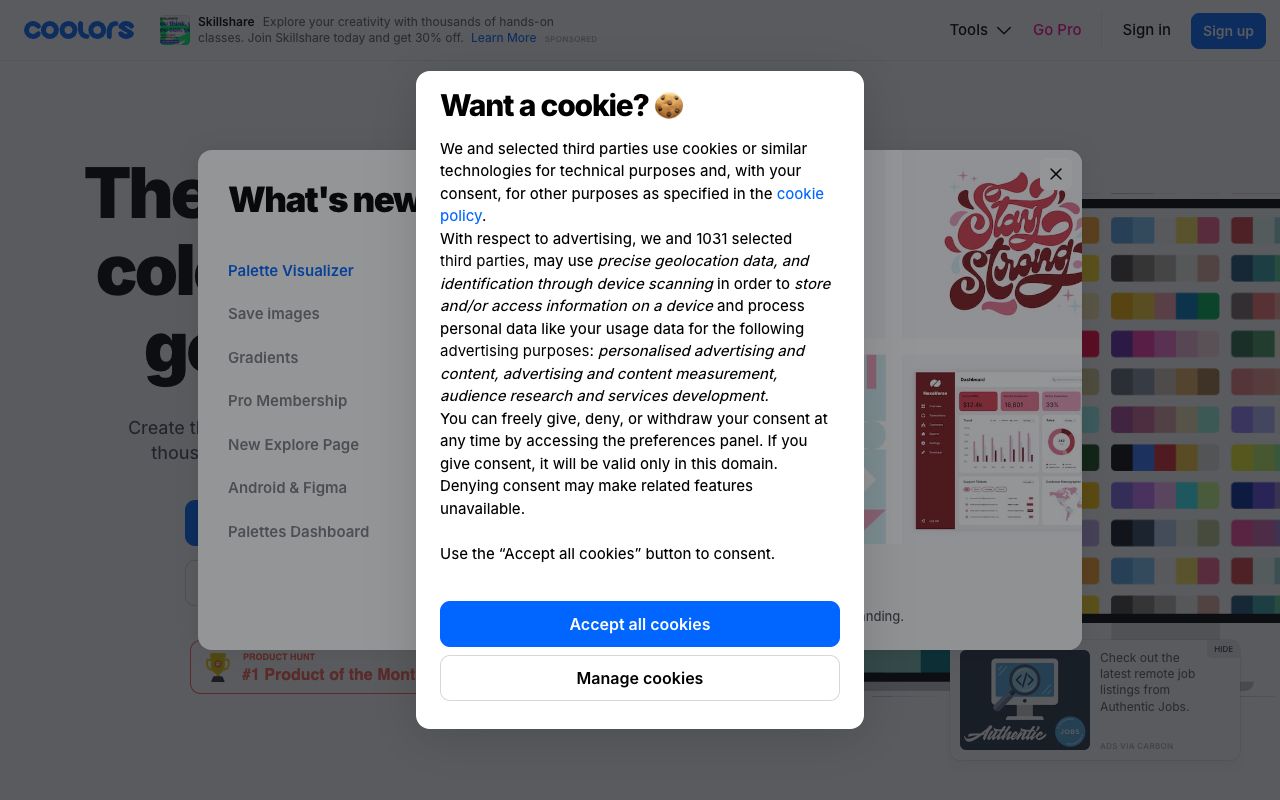 coolors
Skillshare Explore your creativity with thousands of hands-on
classes. Join Skillshare today and get 30% off. Learn More SPONSORED
Tools
Go Pro
Sign in
Sign up
Want a cookie?
We and selected third parties use cookies or similar
technologies for technical purposes and, with your
consent, for other purposes as specified in the cookie
policy.
With respect to advertising, we and 1031 selected
third parties, may use precise geolocation data, and
identification through device scanning in order to store
and/or access information on a device and process
personal data like your usage data for the following
advertising purposes: personalised advertising and
content, advertising and content measurement,
audience research and services development.
You can freely give, deny, or withdraw your consent at
any time by accessing the preferences panel. If you
give consent, it will be valid only in this domain.
Denying consent may make related features
unavailable.
Use the “Accept all cookies” button to consent.
Accept all cookies
Manage cookies
What's new
Palette Visualizer
Save images
Gradients
Pro Membership
New Explore Page
Android & Figma
Palettes Dashboard
Stay
Strong
Dashboard
$12.4k
16,601
33%
The
Create
PRODUCT HUNT
#1 Product of the Mont
HIDE
Check out the
latest remote job
listings from
Authentic Jobs.
ADS VIA CARBON
Authentic
JOBS